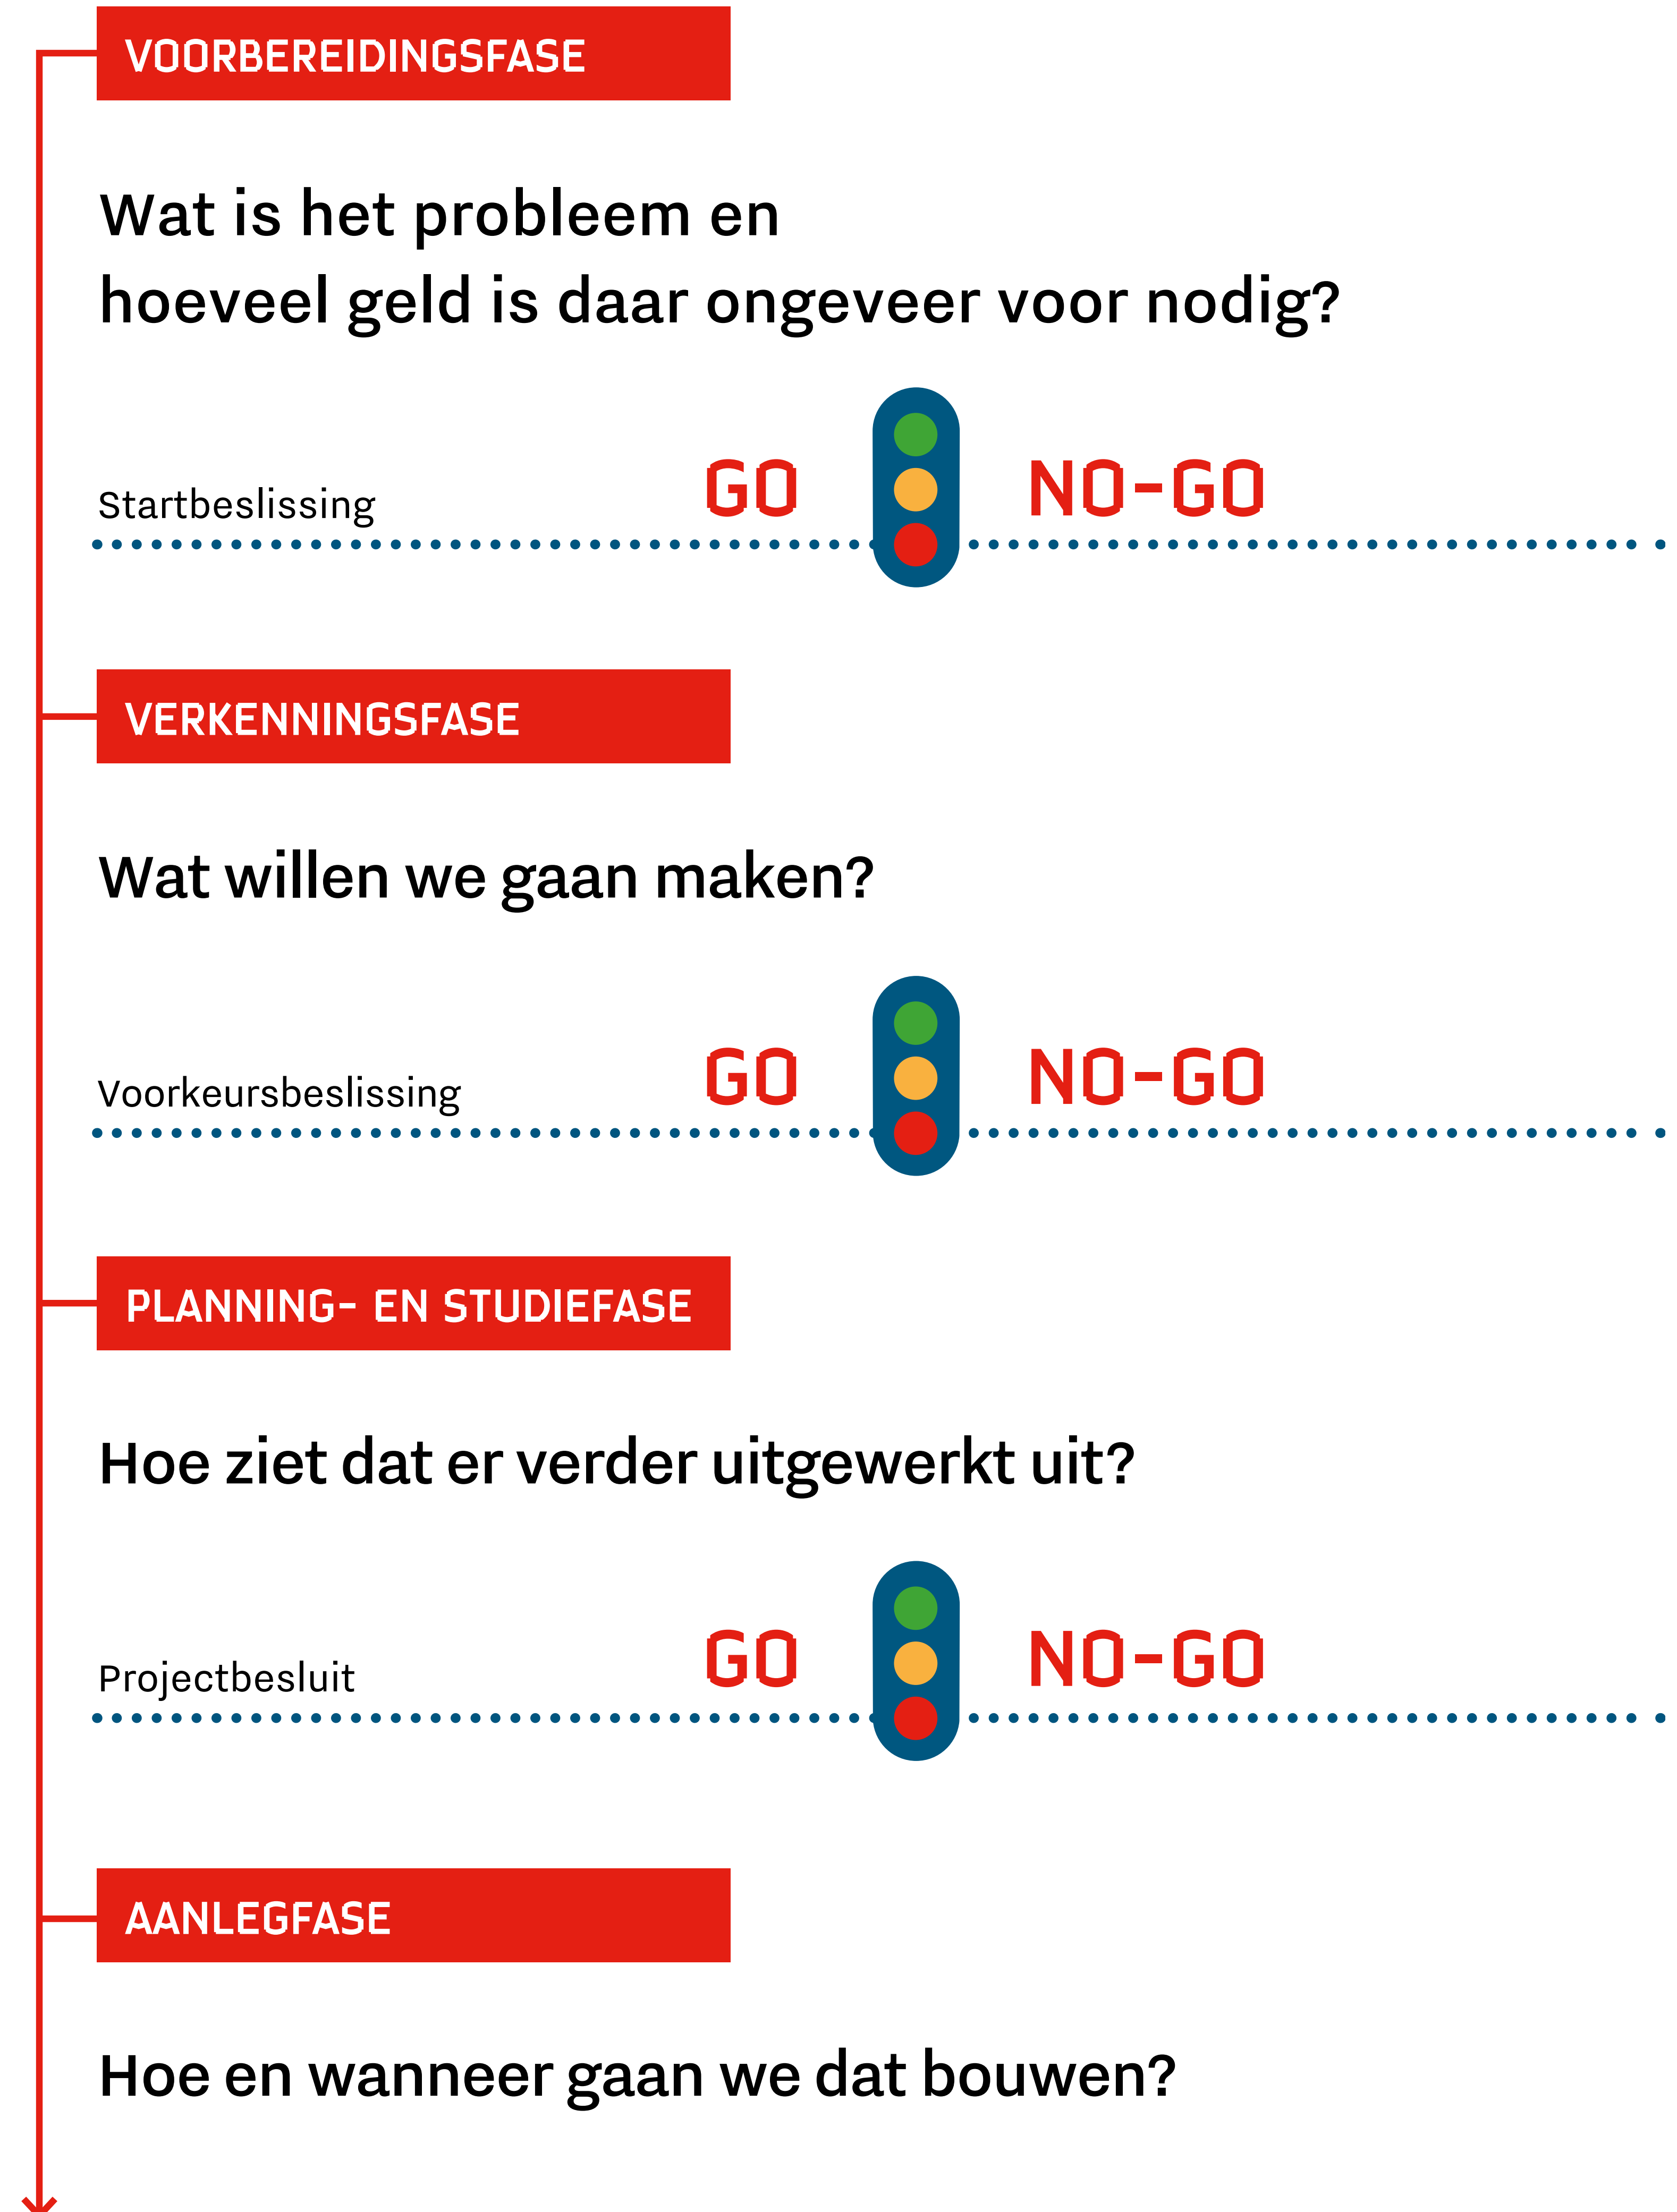 VOORBEREIDINGSFASE
Wat is het probleem en
hoeveel geld is daar ongeveer voor nodig?
GO NO-GO
Startbeslissing
VERKENNINGSFASE
Wat willen we gaan maken?
GO NO-GO
Voorkeursbeslissing
PLANNING- EN STUDIEFASE
Hoe ziet dat er verder uitgewerkt uit?
GO NO-GO
Projectbesluit
AANLEGFASE
Hoe en wanneer gaan we dat bouwen?